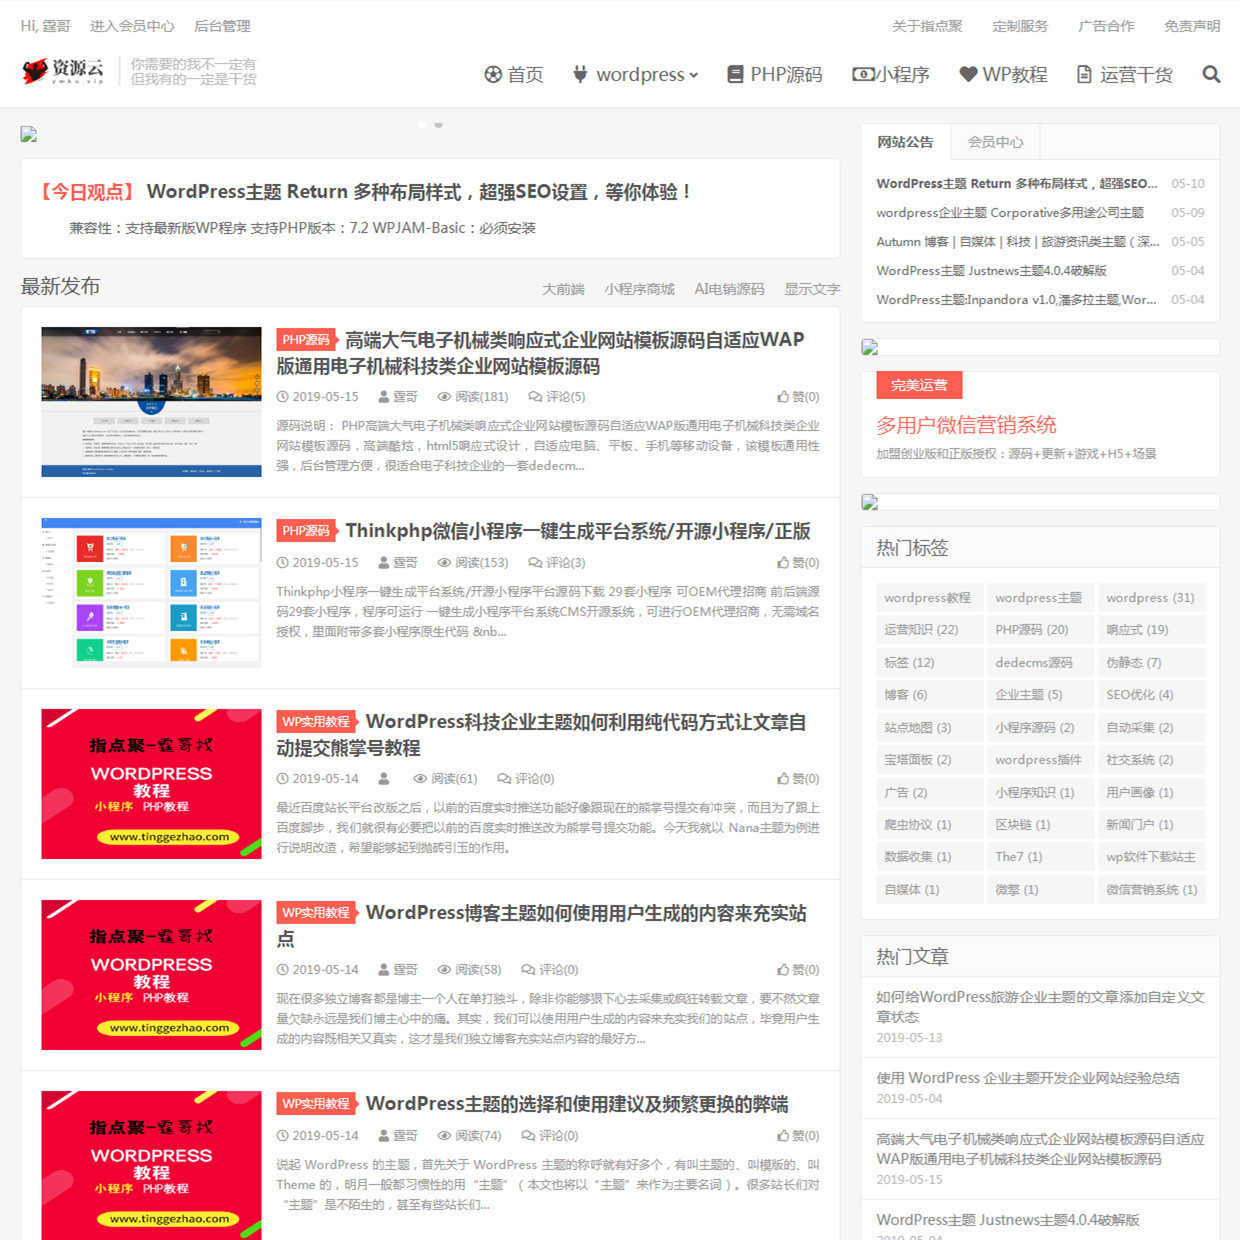 Hi, 霆哥 进入会员中心 后台管理
关于指点聚 定制服务 广告合作 免责声明
资源云
你需要的我不一定有
但我有的一定是干货
首页 wordpress PHP源码 小程序 WP教程 运营干货
【今日观点】 WordPress主题 Return 多种布局样式，超强SEO设置，等你体验！
兼容性：支持最新版WP程序 支持PHP版本：7.2 WPJAM-Basic：必须安装
最新发布
大前端 小程序商城 AI电销源码 显示文字
PHP源码 高端大气电子机械类响应式企业网站模板源码自适应WAP
版通用电子机械科技类企业网站模板源码
2019-05-15 霆哥 阅读(181) 评论(5) 赞(0)
源码说明： PHP高端大气电子机械类响应式企业网站模板源码自适应WAP版通用电子机械科技类企业
网站模板源码，高端酷炫，html5响应式设计，自适应电脑、平板、手机等移动设备，该模板通用性
强，后台管理方便，很适合电子科技企业的一套dedecm...
PHP源码 Thinkphp微信小程序一键生成平台系统/开源小程序/正版
2019-05-15 霆哥 阅读(153) 评论(3) 赞(0)
Thinkphp小程序一键生成平台系统/开源小程序平台源码下载 29套小程序 可OEM代理招商 前后端源
码29套小程序，程序可运行 一键生成小程序平台系统CMS开源系统，可进行OEM代理招商，无需域名
授权，里面附带多套小程序原生代码 &nb...
指点聚-霆哥找
WORDPRESS
教程
小程序 PHP教程
www.tinggezhao.com
WP实用教程 WordPress科技企业主题如何利用纯代码方式让文章自
动提交熊掌号教程
2019-05-14 阅读(61) 评论(0) 赞(0)
最近百度站长平台改版之后，以前的百度实时推送功能好像跟现在的熊掌号提交有冲突，而且为了跟上
百度脚步，我们就很有必要把以前的百度实时推送改为熊掌号提交功能。今天我就以 Nana主题为例进
行说明改造，希望能够起到抛砖引玉的作用。
指点聚-霆哥找
WORDPRESS
教程
小程序 PHP教程
www.tinggezhao.com
WP实用教程 WordPress博客主题如何使用用户生成的内容来充实站
点
2019-05-14 霆哥 阅读(58) 评论(0) 赞(0)
现在很多独立博客都是博主一个人在单打独斗，除非你能够狠下心去采集或疯狂转载文章，要不然文章
量欠缺永远是我们博主心中的痛。其实，我们可以使用用户生成的内容来充实我们的站点，毕竟用户生
成的内容既相关又真实，这才是我们独立博客充实站点内容的最好方...
指点聚-霆哥找
WORDPRESS
教程
小程序 PHP教程
www.tinggezhao.com
WP实用教程 WordPress主题的选择和使用建议及频繁更换的弊端
2019-05-14 霆哥 阅读(74) 评论(0) 赞(0)
说起 WordPress 的主题，首先关于 WordPress 主题的称呼就有好多个，有叫主题的、叫模版的、叫
Theme 的，明月一般都习惯性的用“主题”（本文也将以“主题”来作为主要名词）。很多站长们对
“主题”是不陌生的，甚至有些站长们...
网站公告 会员中心
WordPress主题 Return 多种布局样式，超强SEO... 05-10
wordpress企业主题 Corporative多用途公司主题 05-09
Autumn 博客 | 自媒体 | 科技 | 旅游资讯类主题（深... 05-05
WordPress主题 Justnews主题4.0.4破解版 05-04
WordPress主题:Inpandora v1.0,潘多拉主题,Wor... 05-04
完美运营
多用户微信营销系统
加盟创业版和正版授权：源码+更新+游戏+H5+场景
热门标签
wordpress教程 wordpress主题 wordpress (31)
运营知识 (22) PHP源码 (20) 响应式 (19)
标签 (12) dedecms源码 伪静态 (7)
博客 (6) 企业主题 (5) SEO优化 (4)
站点地图 (3) 小程序源码 (2) 自动采集 (2)
宝塔面板 (2) wordpress插件 社交系统 (2)
广告 (2) 小程序知识 (1) 用户画像 (1)
爬虫协议 (1) 区块链 (1) 新闻门户 (1)
数据收集 (1) The7 (1) wp软件下载站主
自媒体 (1) 微擎 (1) 微信营销系统 (1)
热门文章
如何给WordPress旅游企业主题的文章添加自定义文
章状态
2019-05-13
使用 WordPress 企业主题开发企业网站经验总结
2019-05-04
高端大气电子机械类响应式企业网站模板源码自适应
WAP版通用电子机械科技类企业网站模板源码
2019-05-15
WordPress主题 Justnews主题4.0.4破解版
2019-05-04